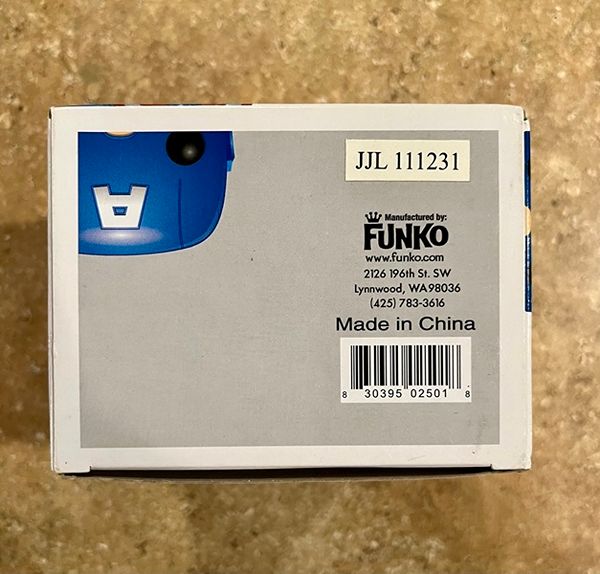 JJL 111231
Manufactured by:
FUNKO
www.funko.com
2126 196th St. SW
Lynnwood, WA98036
(425) 783-3616
Made in China
8 30395 02501 8
A